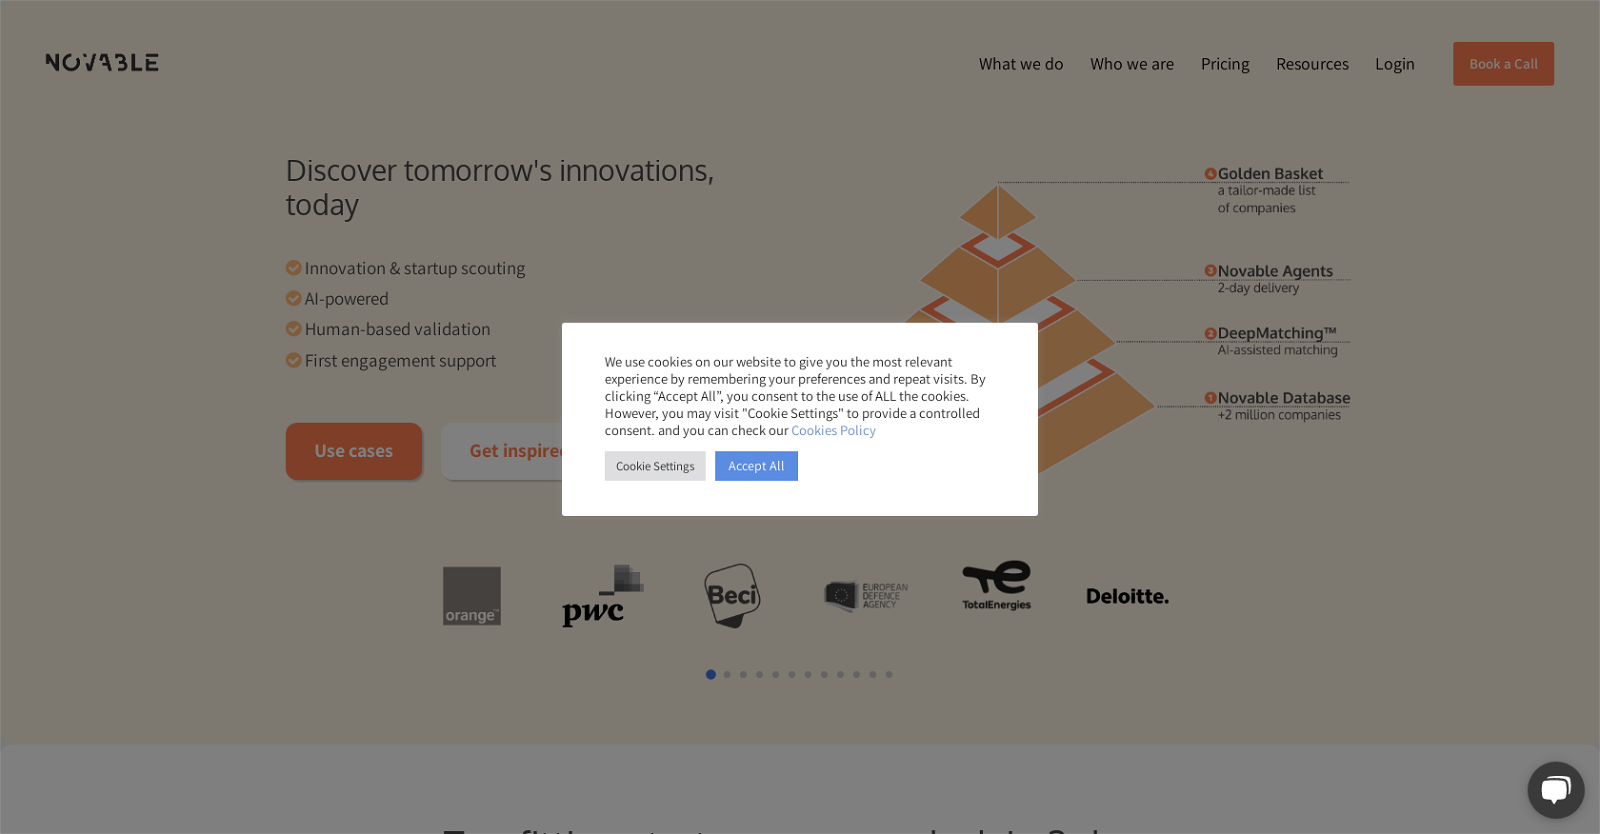 NOVABLE
What we do
Who we are
Pricing
Resources
Login
Book a Call
Discover tomorrow's innovations,
today
Innovation & startup scouting
AI-powered
Human-based validation
First engagement support
Use cases
Get inspired
4 Golden Basket
a tailor-made list
of companies
3 Novable Agents
2-day delivery
2 DeepMatching™
AI-assisted matching
1 Novable Database
+2 million companies
We use cookies on our website to give you the most relevant
experience by remembering your preferences and repeat visits. By
clicking “Accept All”, you consent to the use of ALL the cookies.
However, you may visit "Cookie Settings" to provide a controlled
consent. and you can check our Cookies Policy
Cookie Settings
Accept All
orange™
pwc
Beci
EUROPEAN
DEFENCE
AGENCY
TotalEnergies
Deloitte.